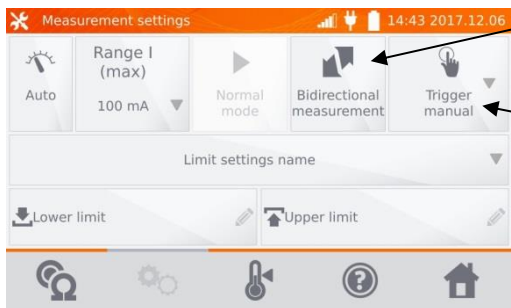 Measurement settings
14:43 2017.12.06
Auto
Range I
(max)
100 mA
Normal
mode
Bidirectional
measurement
Trigger
manual
Limit settings name
Lower limit
Upper limit